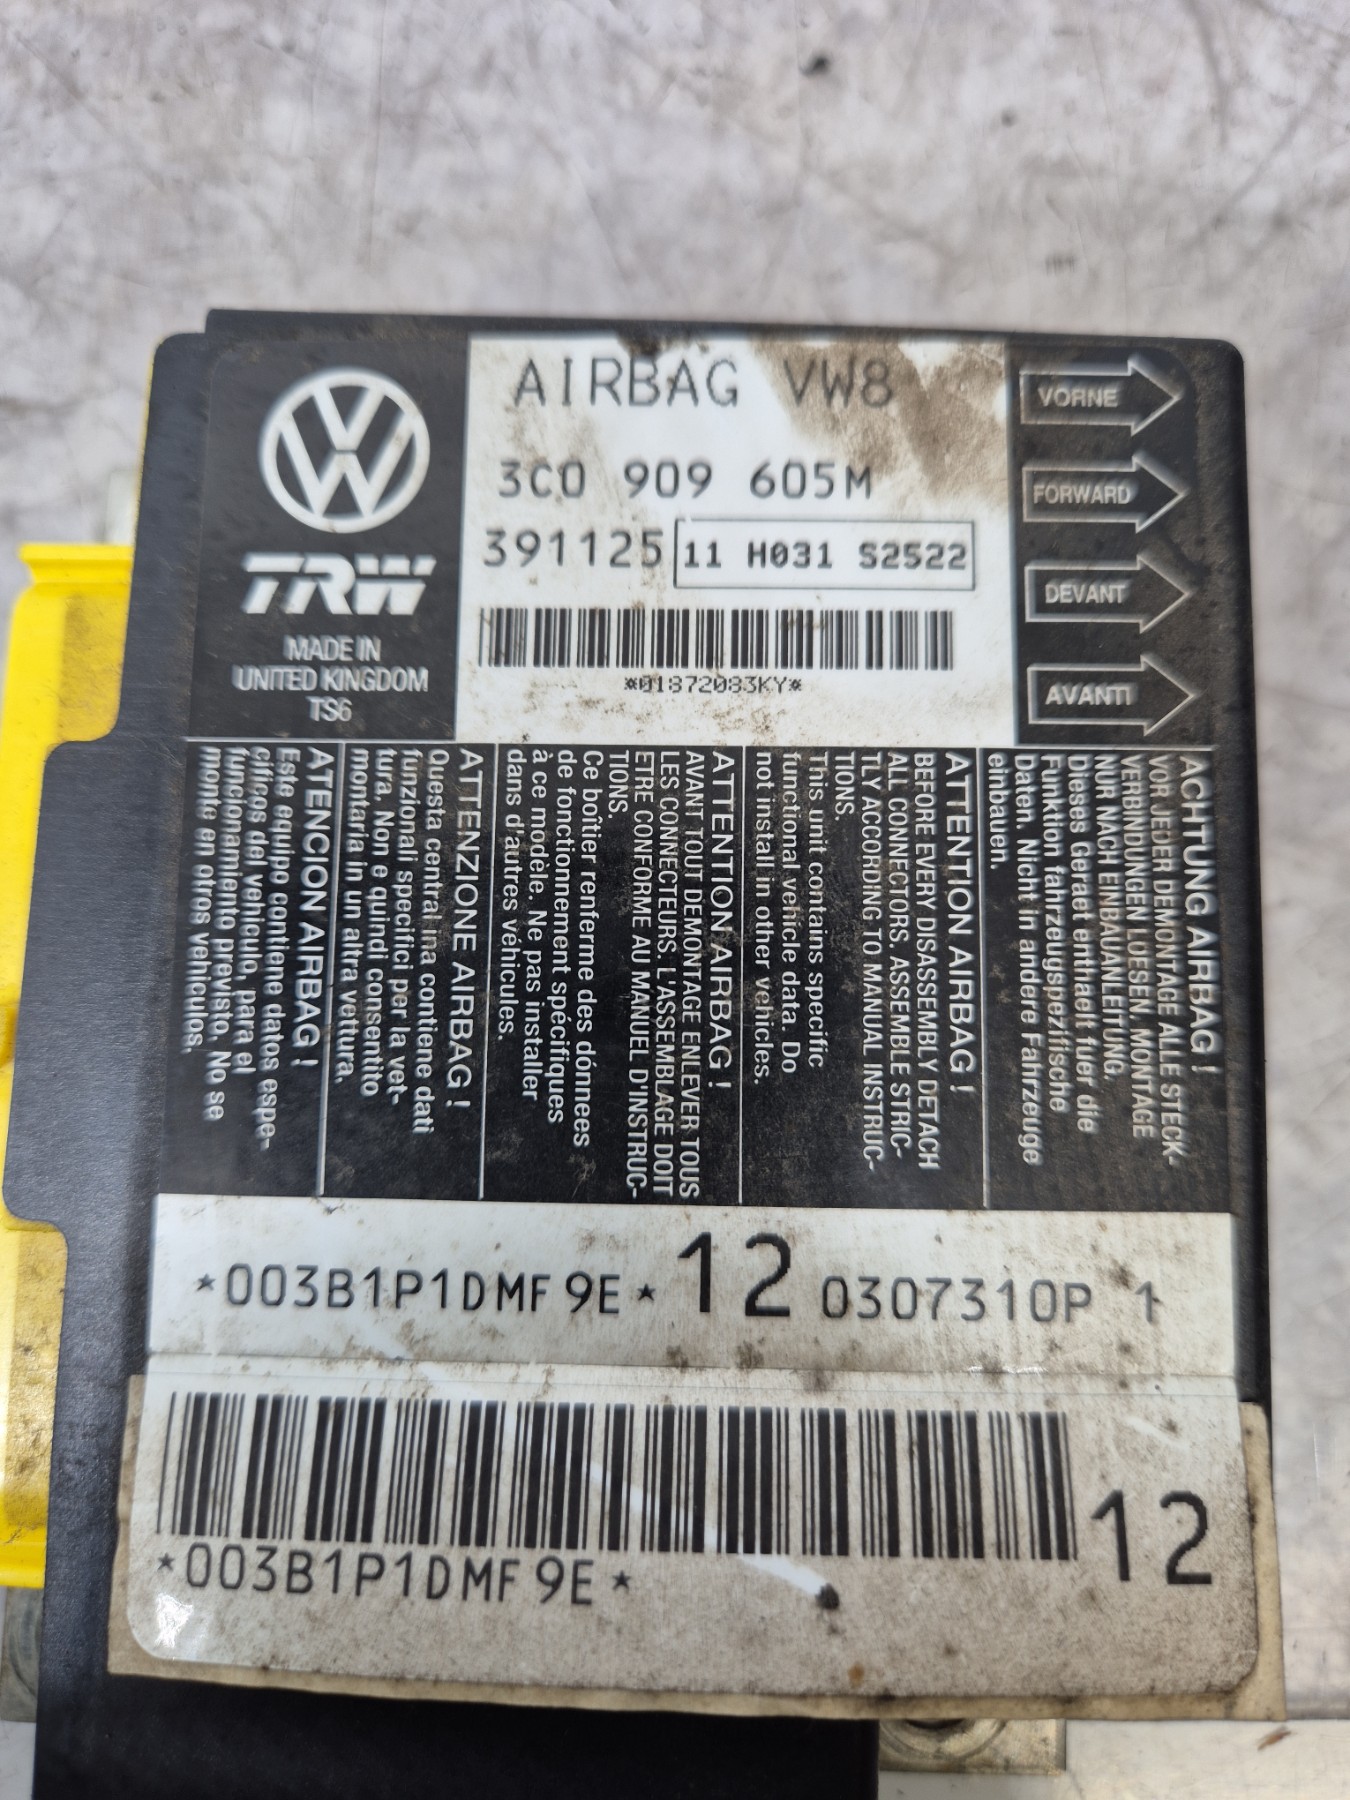 AIRBAG VW8
3C0 909 605M
391125 11 H031 S2522
*01872083KY*
TRW
MADE IN
UNITED KINGDOM
TS6
VORNE
FORWARD
DEVANT
AVANTI
ACHTUNG AIRBAG !
VOR JEDER DEMONTAGE ALLE STECK-
VERBINDUNGEN LOESEN. MONTAGE
NUR NACH EINBAUANLEITUNG.
Dieses Geraet enthaelt fuer die
Funktion fahrzeugspezifische
Daten. Nicht in andere Fahrzeuge
einbauen.
ATTENTION AIRBAG !
BEFORE EVERY DISASSEMBLY DETACH
ALL CONNECTORS. ASSEMBLE STRIC-
TLY ACCORDING TO MANUAL INSTRUC-
TIONS.
This unit contains specific
functional vehicle data. Do
not install in other vehicles.
ATTENTION AIRBAG !
AVANT TOUT DEMONTAGE ENLEVER TOUS
LES CONNECTEURS. L'ASSEMBLAGE DOIT
ETRE CONFORME AU MANUEL D'INSTRUC-
TIONS.
Ce boîtier renferme des dónnees
de fonctionnement spécifiques
à ce modèle. Ne pas installer
dans d'autres véhicules.
ATTENZIONE AIRBAG !
Questa central ina contiene dati
funzionali specifici per la vet-
tura. Non e quindi consentito
montaria in un altra vettura.
ATENCION AIRBAG !
Este equipo contiene datos espe-
cificos del vehiculo, para el
funcionamiento previsto. No se
monte en otros vehiculos.
*003B1P1DMF9E* 12 0307310P 1
12
*003B1P1DMF9E*